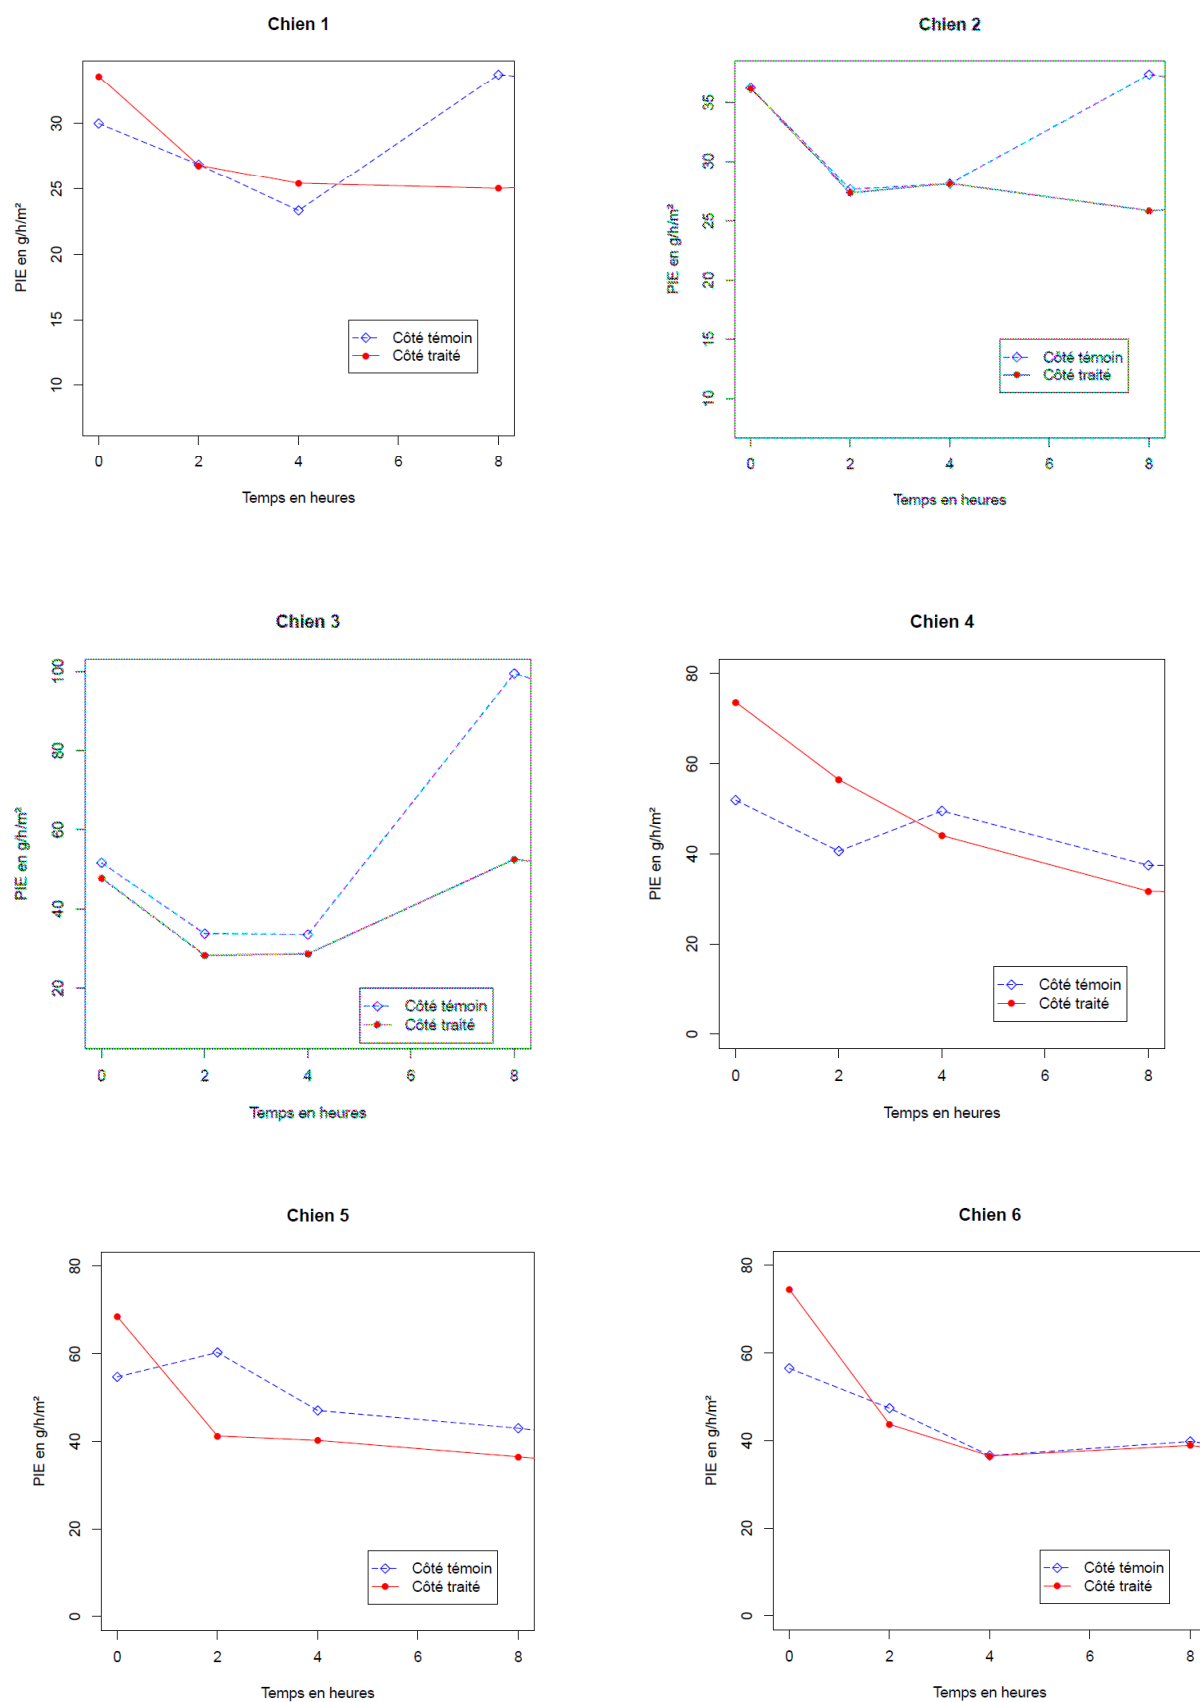 Chien 1
PIE en g/h/m²
30
25
20
15
10
Côté témoin
Côté traité
0 2 4 6 8
Temps en heures
Chien 2
PIE en g/h/m²
35
30
25
20
15
10
Côté témoin
Côté traité
0 2 4 6 8
Temps en heures
Chien 3
PIE en g/h/m²
100
80
60
40
20
Côté témoin
Côté traité
0 2 4 6 8
Temps en heures
Chien 4
PIE en g/h/m²
80
60
40
20
0
Côté témoin
Côté traité
0 2 4 6 8
Temps en heures
Chien 5
PIE en g/h/m²
80
60
40
20
0
Côté témoin
Côté traité
0 2 4 6 8
Temps en heures
Chien 6
PIE en g/h/m²
80
60
40
20
0
Côté témoin
Côté traité
0 2 4 6 8
Temps en heures